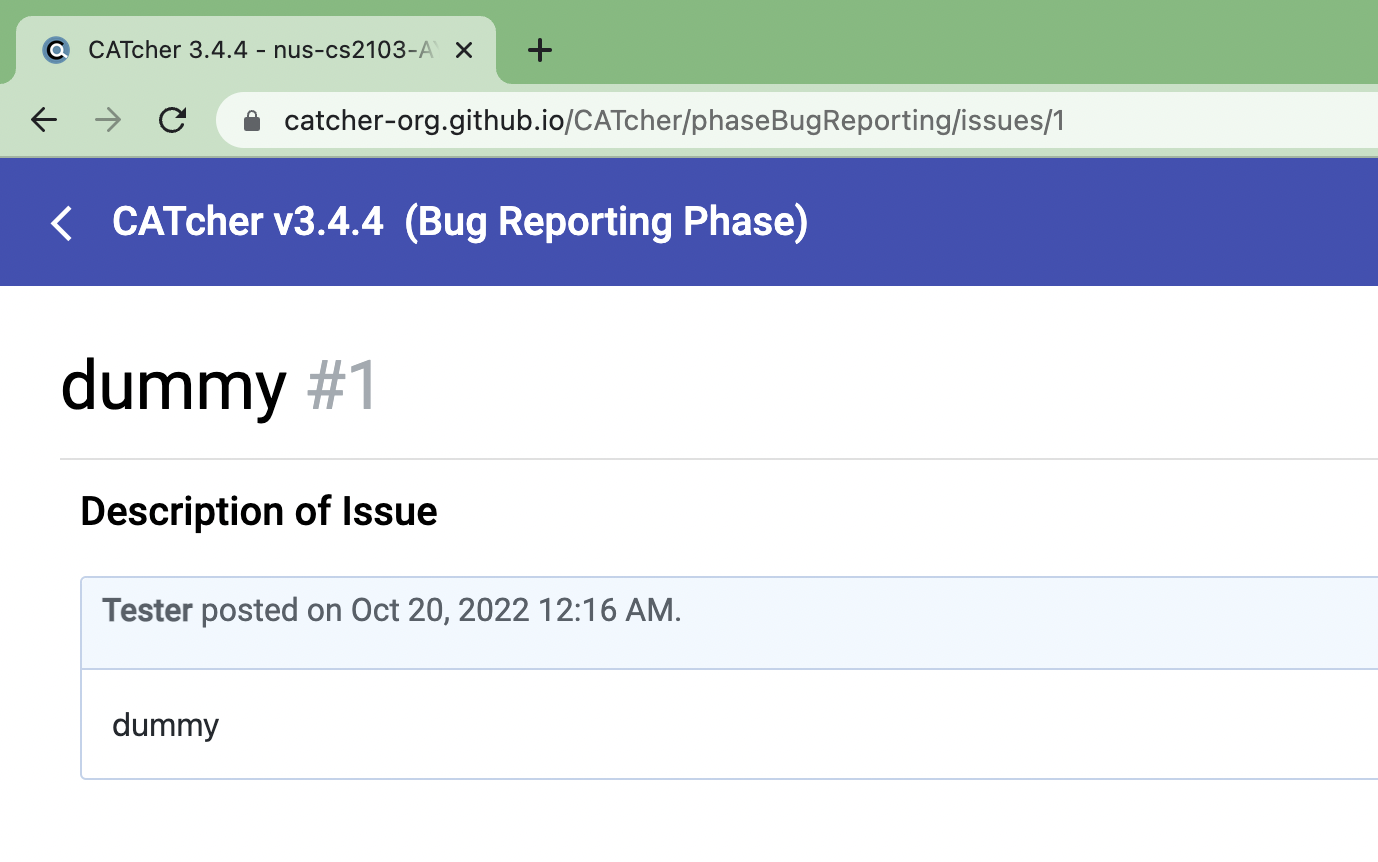 CATcher 3.4.4 - nus-cs2103-A
catcher-org.github.io/CATcher/phaseBugReporting/issues/1
CATcher v3.4.4 (Bug Reporting Phase)
dummy #1
Description of Issue
Tester posted on Oct 20, 2022 12:16 AM.
dummy